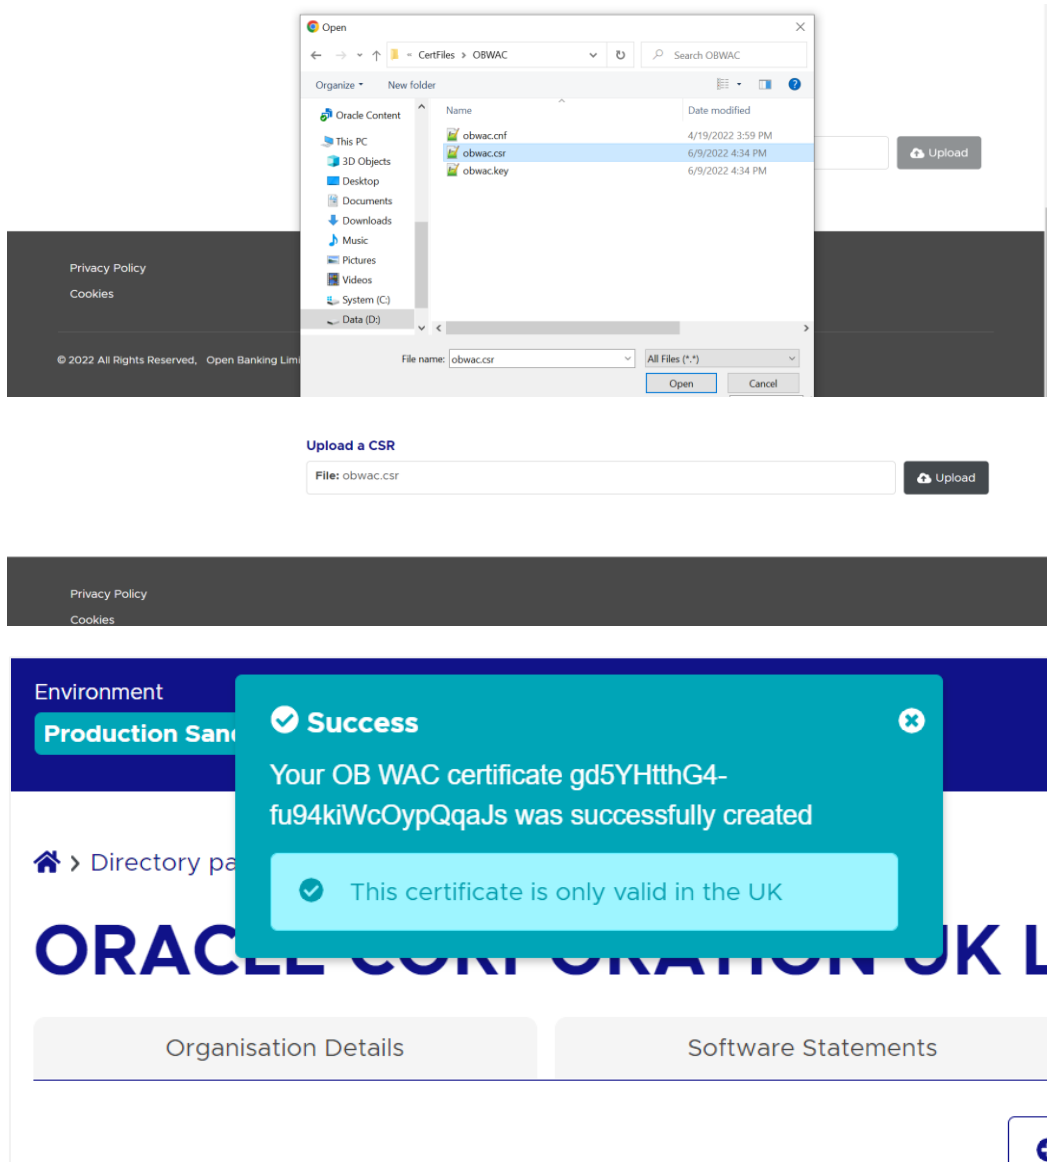 Open
CertFiles > OBWAC
Search OBWAC
Organize
New folder
Oracle Content
This PC
3D Objects
Desktop
Documents
Downloads
Music
Pictures
Videos
System (C:)
Data (D:)
Name
Date modified
obwac.cnf
4/19/2022 3:59 PM
obwac.csr
6/9/2022 4:34 PM
obwac.key
6/9/2022 4:34 PM
Upload
Privacy Policy
Cookies
© 2022 All Rights Reserved, Open Banking Limi
File name: obwac.csr
All Files (*.*)
Open
Cancel
Upload a CSR
File: obwac.csr
Upload
Privacy Policy
Cookies
Environment
Production San
Success
Your OB WAC certificate gd5YHtthG4-
fu94kiWcOypQqaJs was successfully created
This certificate is only valid in the UK
Directory pa
ORACLE CORPORATION UK L
Organisation Details
Software Statements